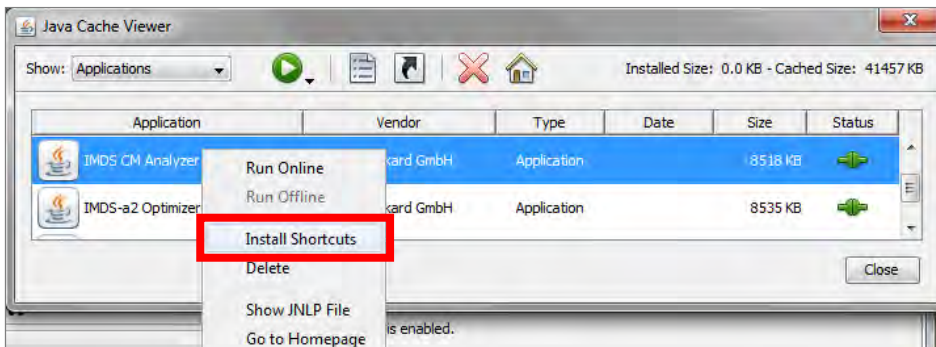 Java Cache Viewer
Show: Applications Installed Size: 0.0 KB - Cached Size: 41457 KB
Application Vendor Type Date Size Status
IMDS CM Analyzer kard GmbH Application 8518 KB
Run Online
Run Offline
IMDS-a2 Optimizer kard GmbH Application 8535 KB
Install Shortcuts
Delete
Close
Show JNLP File
is enabled.
Go to Homepage